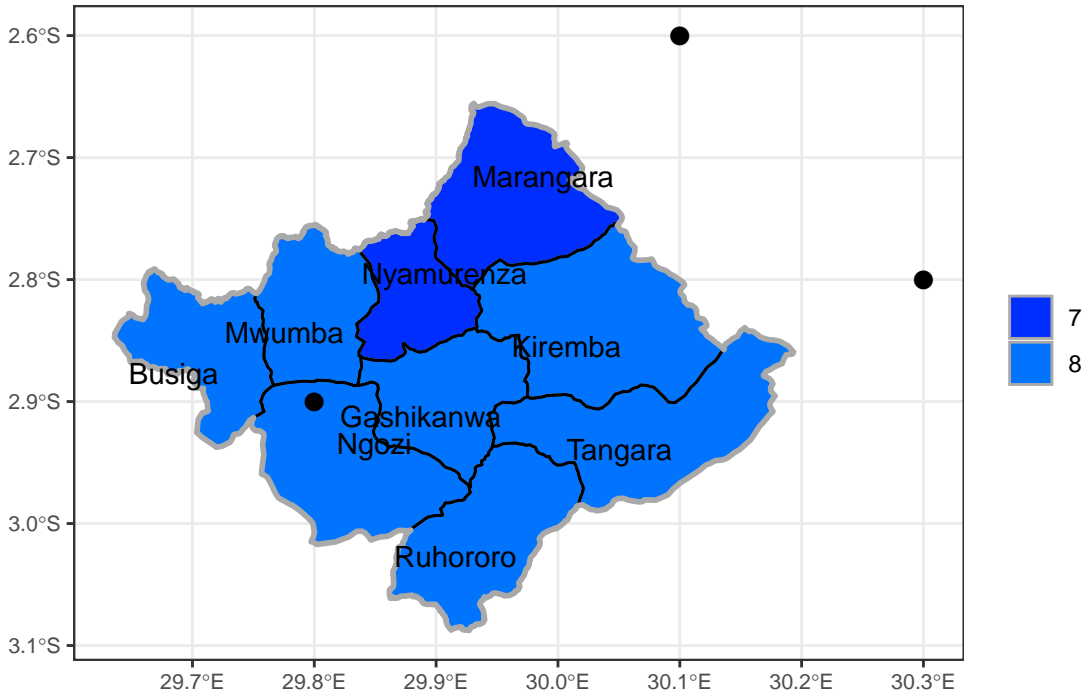 2.6°S
2.7°S
2.8°S
2.9°S
3.0°S
3.1°S
Marangara
Nyamurenza
Mwumba
Kiremba
Busiga
Gashikanwa
Ngozi
Tangara
Ruhororo
7
8
29.7°E 29.8°E 29.9°E 30.0°E 30.1°E 30.2°E 30.3°E